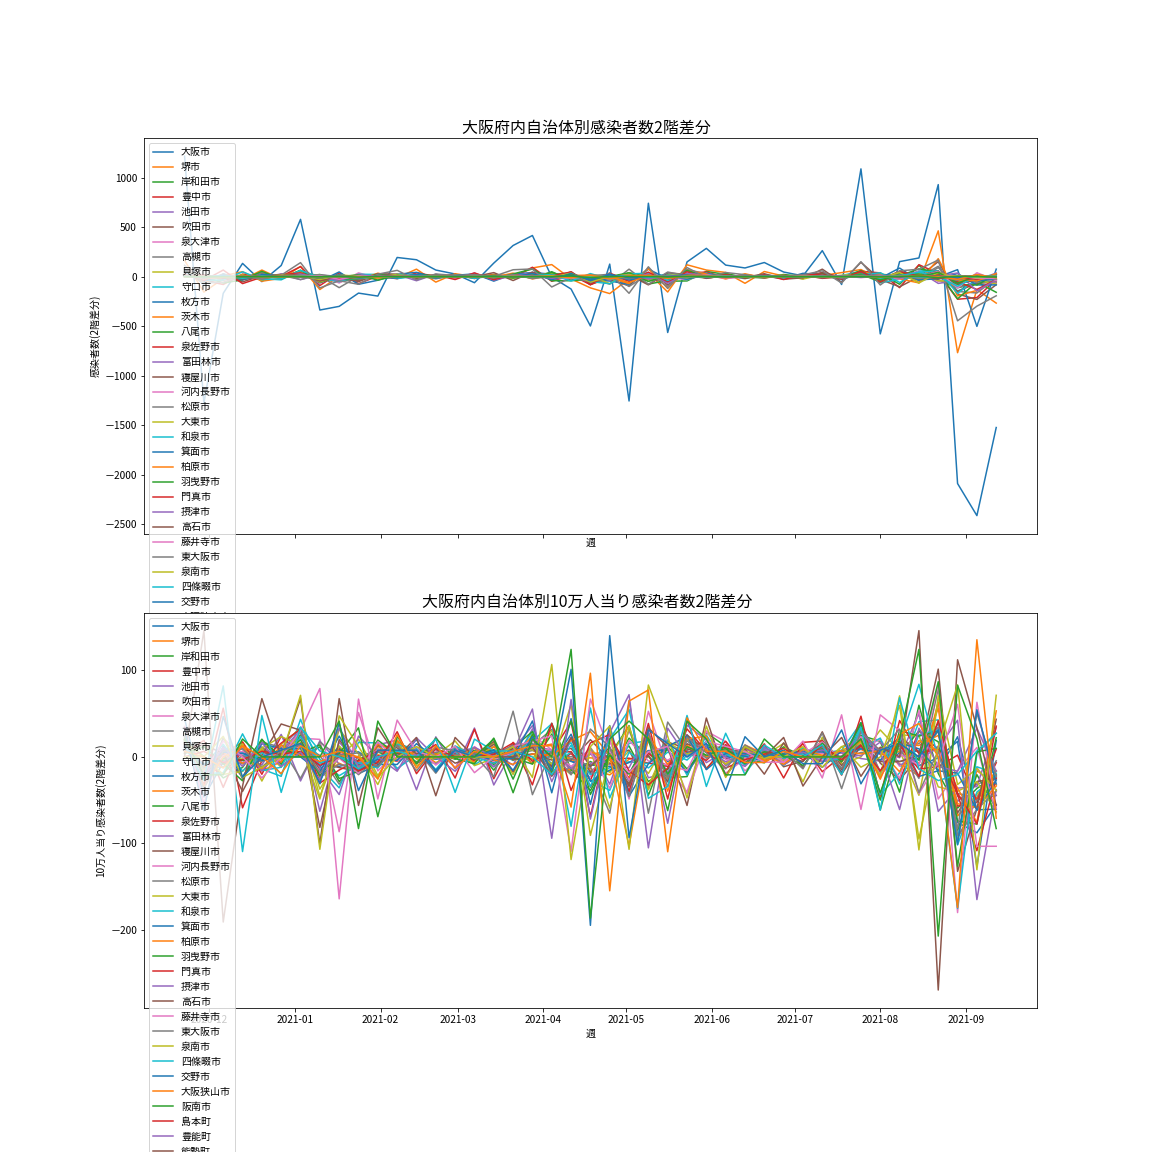 大阪府内自治体別感染者数2階差分
感染者数(2階差分)
1000
500
0
−500
−1000
−1500
−2000
−2500
大阪市
堺市
岸和田市
豊中市
池田市
吹田市
泉大津市
高槻市
貝塚市
守口市
枚方市
茨木市
八尾市
泉佐野市
富田林市
寝屋川市
河内長野市
松原市
大東市
和泉市
箕面市
柏原市
羽曳野市
門真市
摂津市
高石市
藤井寺市
東大阪市
泉南市
四條畷市
交野市
週
大阪府内自治体別10万人当り感染者数2階差分
10万人当り感染者数(2階差分)
100
0
−100
−200
大阪市
堺市
岸和田市
豊中市
池田市
吹田市
泉大津市
高槻市
貝塚市
守口市
枚方市
茨木市
八尾市
泉佐野市
富田林市
寝屋川市
河内長野市
松原市
大東市
和泉市
箕面市
柏原市
羽曳野市
門真市
摂津市
高石市
藤井寺市
東大阪市
泉南市
四條畷市
交野市
大阪狭山市
阪南市
島本町
豊能町
能勢町
2021-01
2021-02
2021-03
2021-04
2021-05
2021-06
2021-07
2021-08
2021-09
週